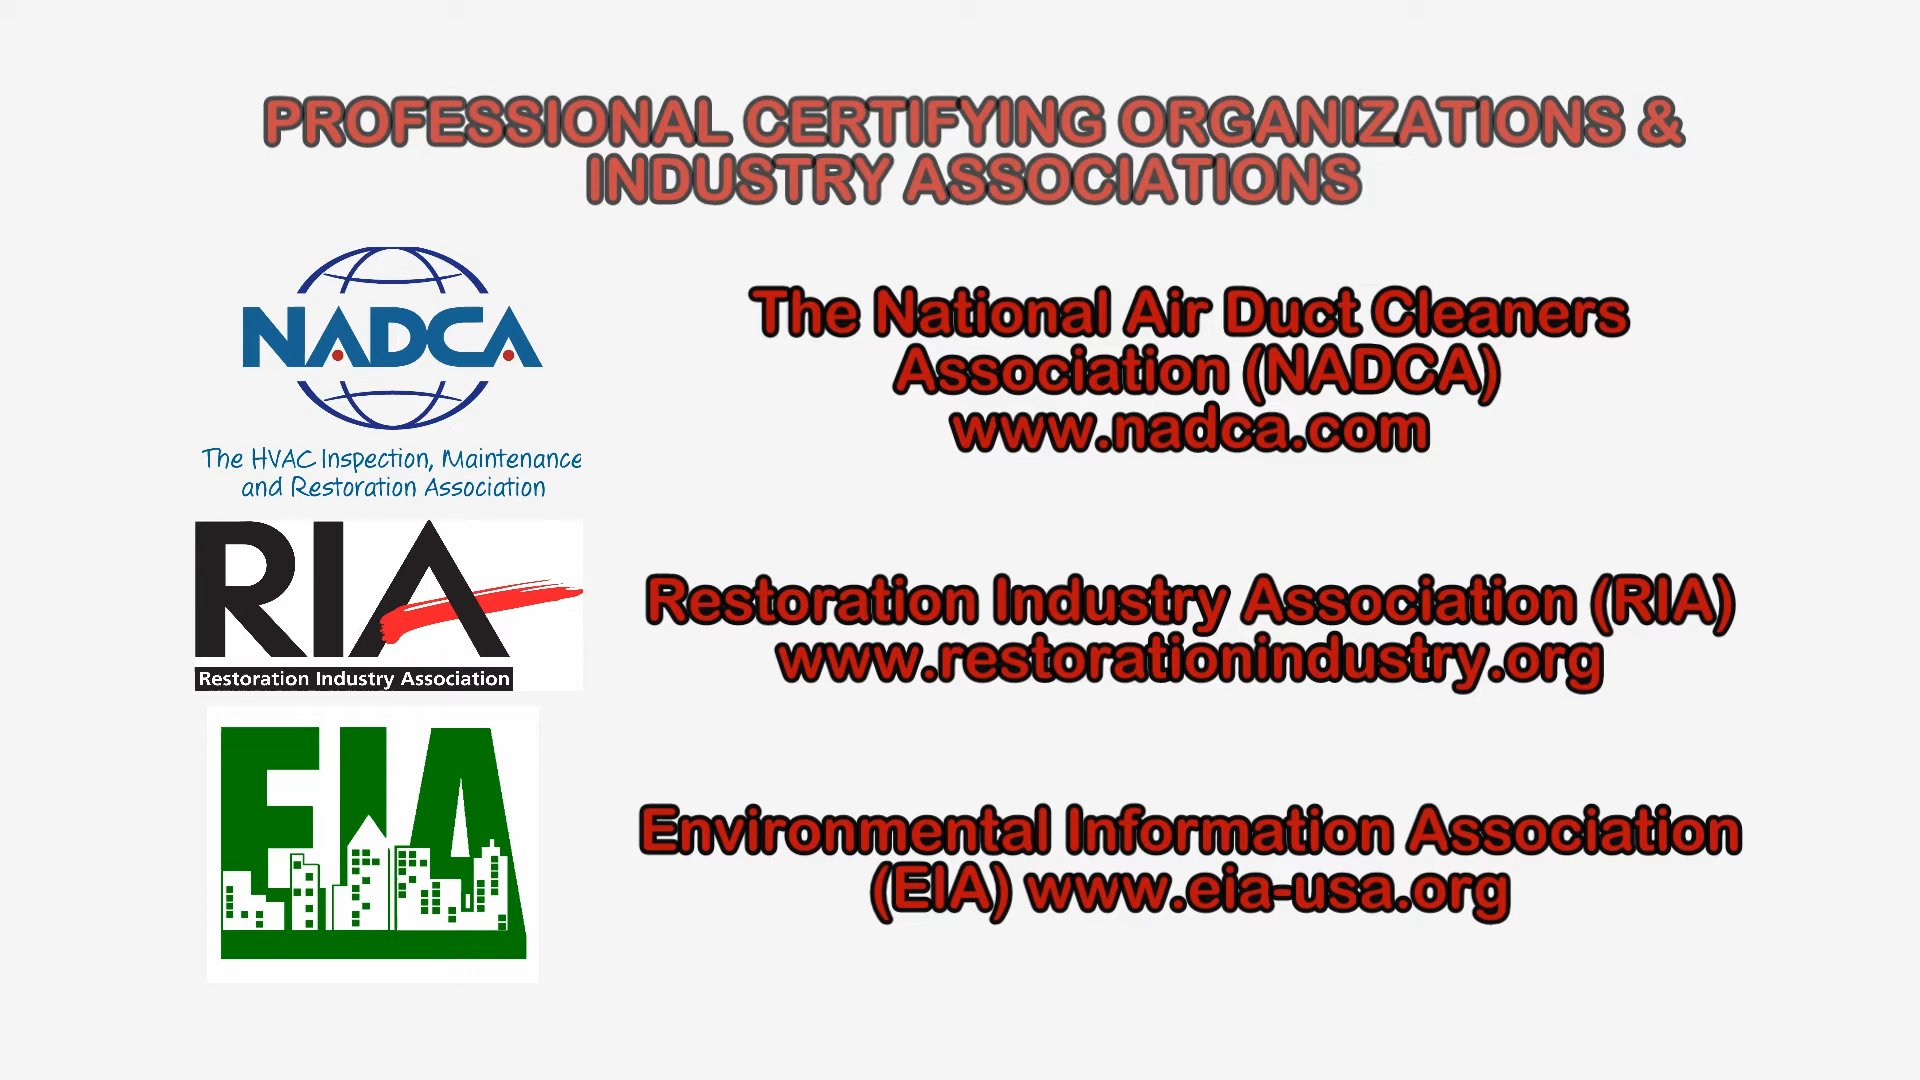 PROFESSIONAL CERTIFYING ORGANIZATIONS &
INDUSTRY ASSOCIATIONS
NADCA
The HVAC Inspection, Maintenance
and Restoration Association
The National Air Duct Cleaners
Association (NADCA)
www.nadca.com
RIA
Restoration Industry Association
Restoration Industry Association (RIA)
www.restorationindustry.org
EIA
Environmental Information Association
(EIA) www.eia-usa.org